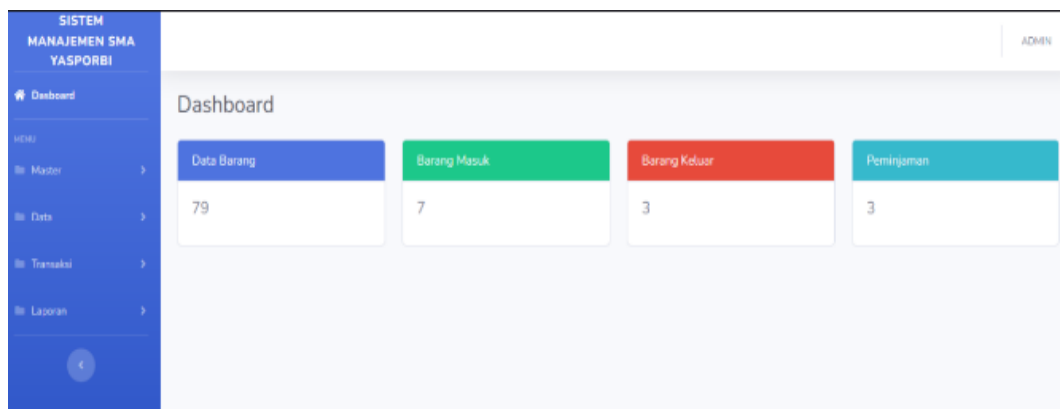 SISTEM
MANAJEMEN SMA
YASPORBI
ADMIN
Dasboard
Dashboard
MENU
Master
Data
Transaksi
Laporan
Data Barang
Barang Masuk
Barang Keluar
Peminjaman
79
7
3
3